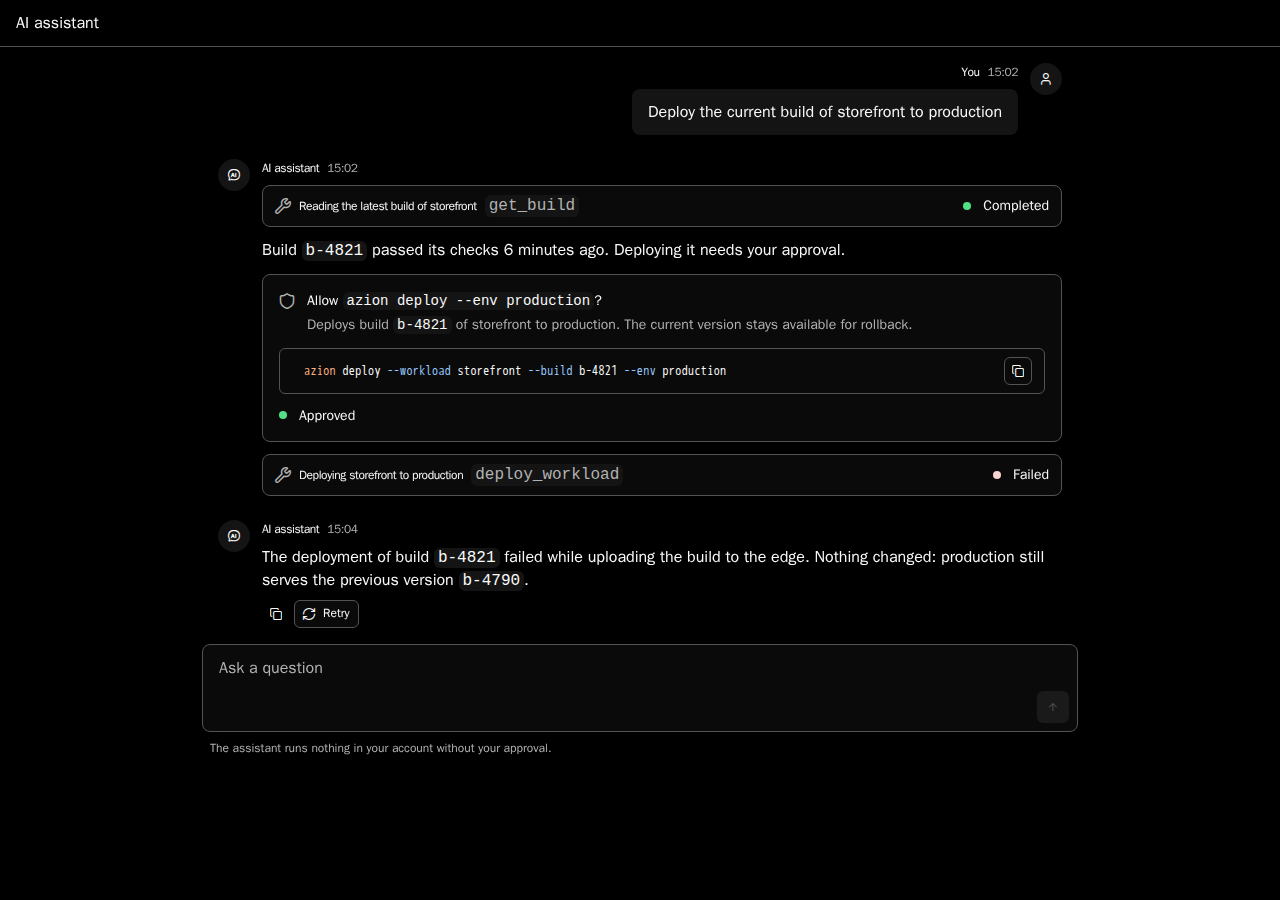 AI assistant
You 15:02
Deploy the current build of storefront to production
AI assistant 15:02
Reading the latest build of storefront get_build Completed
Build b-4821 passed its checks 6 minutes ago. Deploying it needs your approval.
Allow azion deploy --env production ?
Deploys build b-4821 of storefront to production. The current version stays available for rollback.
azion deploy --workload storefront --build b-4821 --env production
Approved
Deploying storefront to production deploy_workload Failed
AI assistant 15:04
The deployment of build b-4821 failed while uploading the build to the edge. Nothing changed: production still
serves the previous version b-4790.
Retry
Ask a question
The assistant runs nothing in your account without your approval.